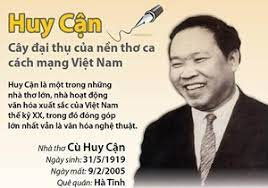 Huy Cận
Cây đại thụ của nền thơ ca
cách mạng Việt Nam
Huy Cận là một trong những
nhà thơ lớn, nhà hoạt động
văn hóa xuất sắc của Việt Nam
thế kỷ XX, trong đó đóng góp
lớn nhất vẫn là văn hóa nghệ thuật.
Nhà thơ Cù Huy Cận
Ngày sinh: 31/5/1919
Ngày mất: 9/2/2005
Quê quán: Hà Tĩnh